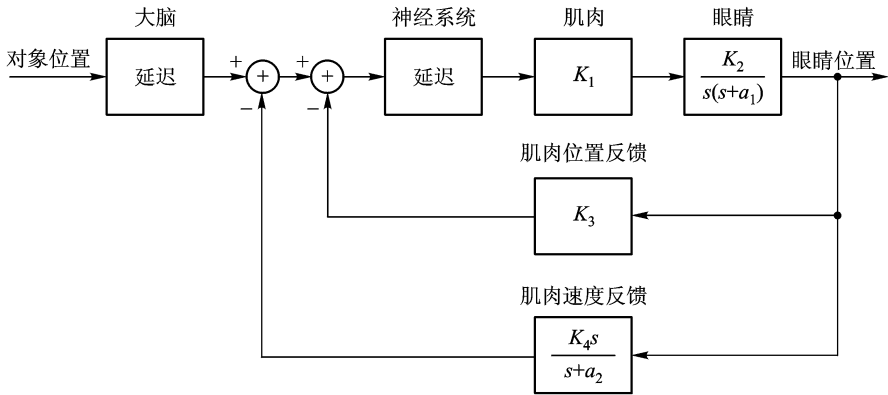 大脑
神经系统
肌肉
眼睛
对象位置
延迟
+
+
+
+
延迟
K₁
K₂
s(s+a₁)
眼睛位置
−
−
肌肉位置反馈
K₃
肌肉速度反馈
K₄s
s+a₂